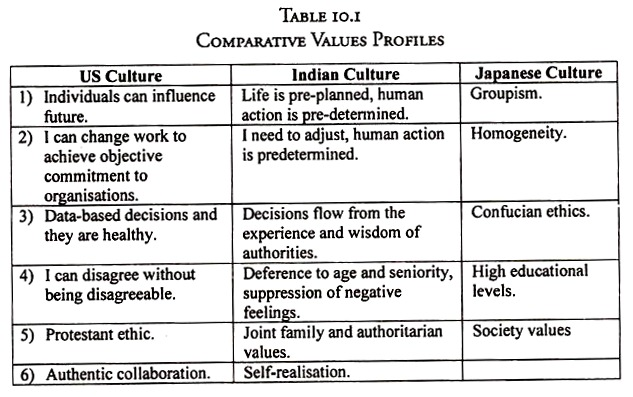 TABLE 10.1
COMPARATIVE VALUES PROFILES
US Culture Indian Culture Japanese Culture
1) Individuals can influence
future.
Life is pre-planned, human
action is pre-determined.
Groupism.
2) I can change work to
achieve objective
commitment to
organisations.
I need to adjust, human action
is predetermined.
Homogeneity.
3) Data-based decisions and
they are healthy.
Decisions flow from the
experience and wisdom of
authorities.
Confucian ethics.
4) I can disagree without
being disagreeable.
Deference to age and seniority,
suppression of negative
feelings.
High educational
levels.
5) Protestant ethic.
Joint family and authoritarian
values.
Society values
6) Authentic collaboration.
Self-realisation.